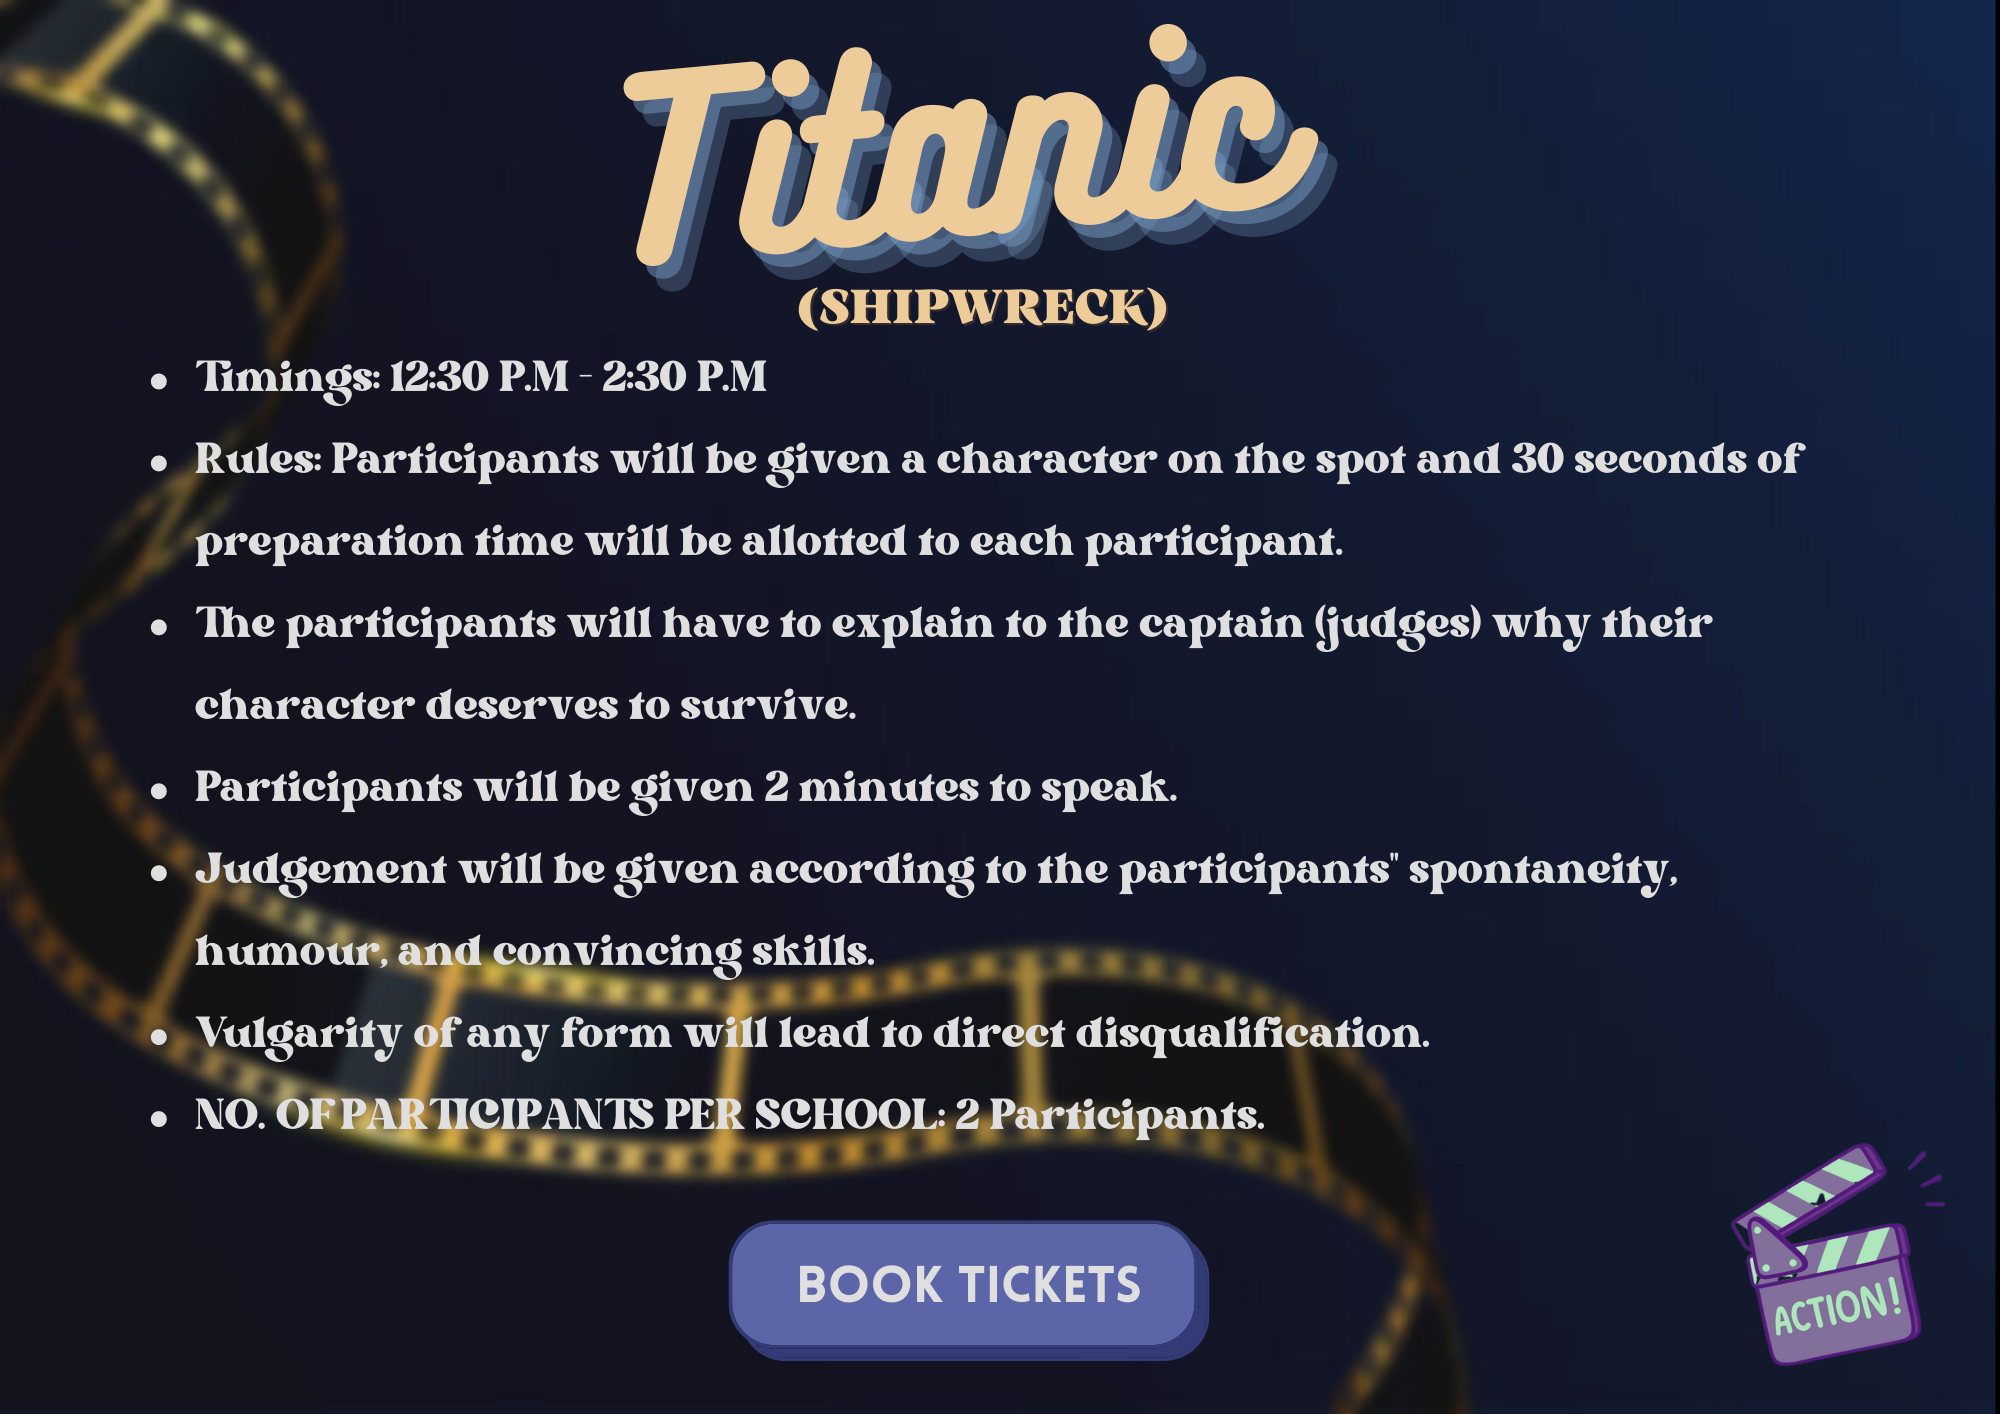 Titanic
(SHIPWRECK)
• Timings: 12:30 P.M - 2:30 P.M
• Rules: Participants will be given a character on the spot and 30 seconds of
preparation time will be allotted to each participant.
• The participants will have to explain to the captain (judges) why their
character deserves to survive.
• Participants will be given 2 minutes to speak.
• Judgement will be given according to the participants" spontaneity,
humour, and convincing skills.
• Vulgarity of any form will lead to direct disqualification.
• NO. OF PARTICIPANTS PER SCHOOL: 2 Participants.
BOOK TICKETS
ACTION!